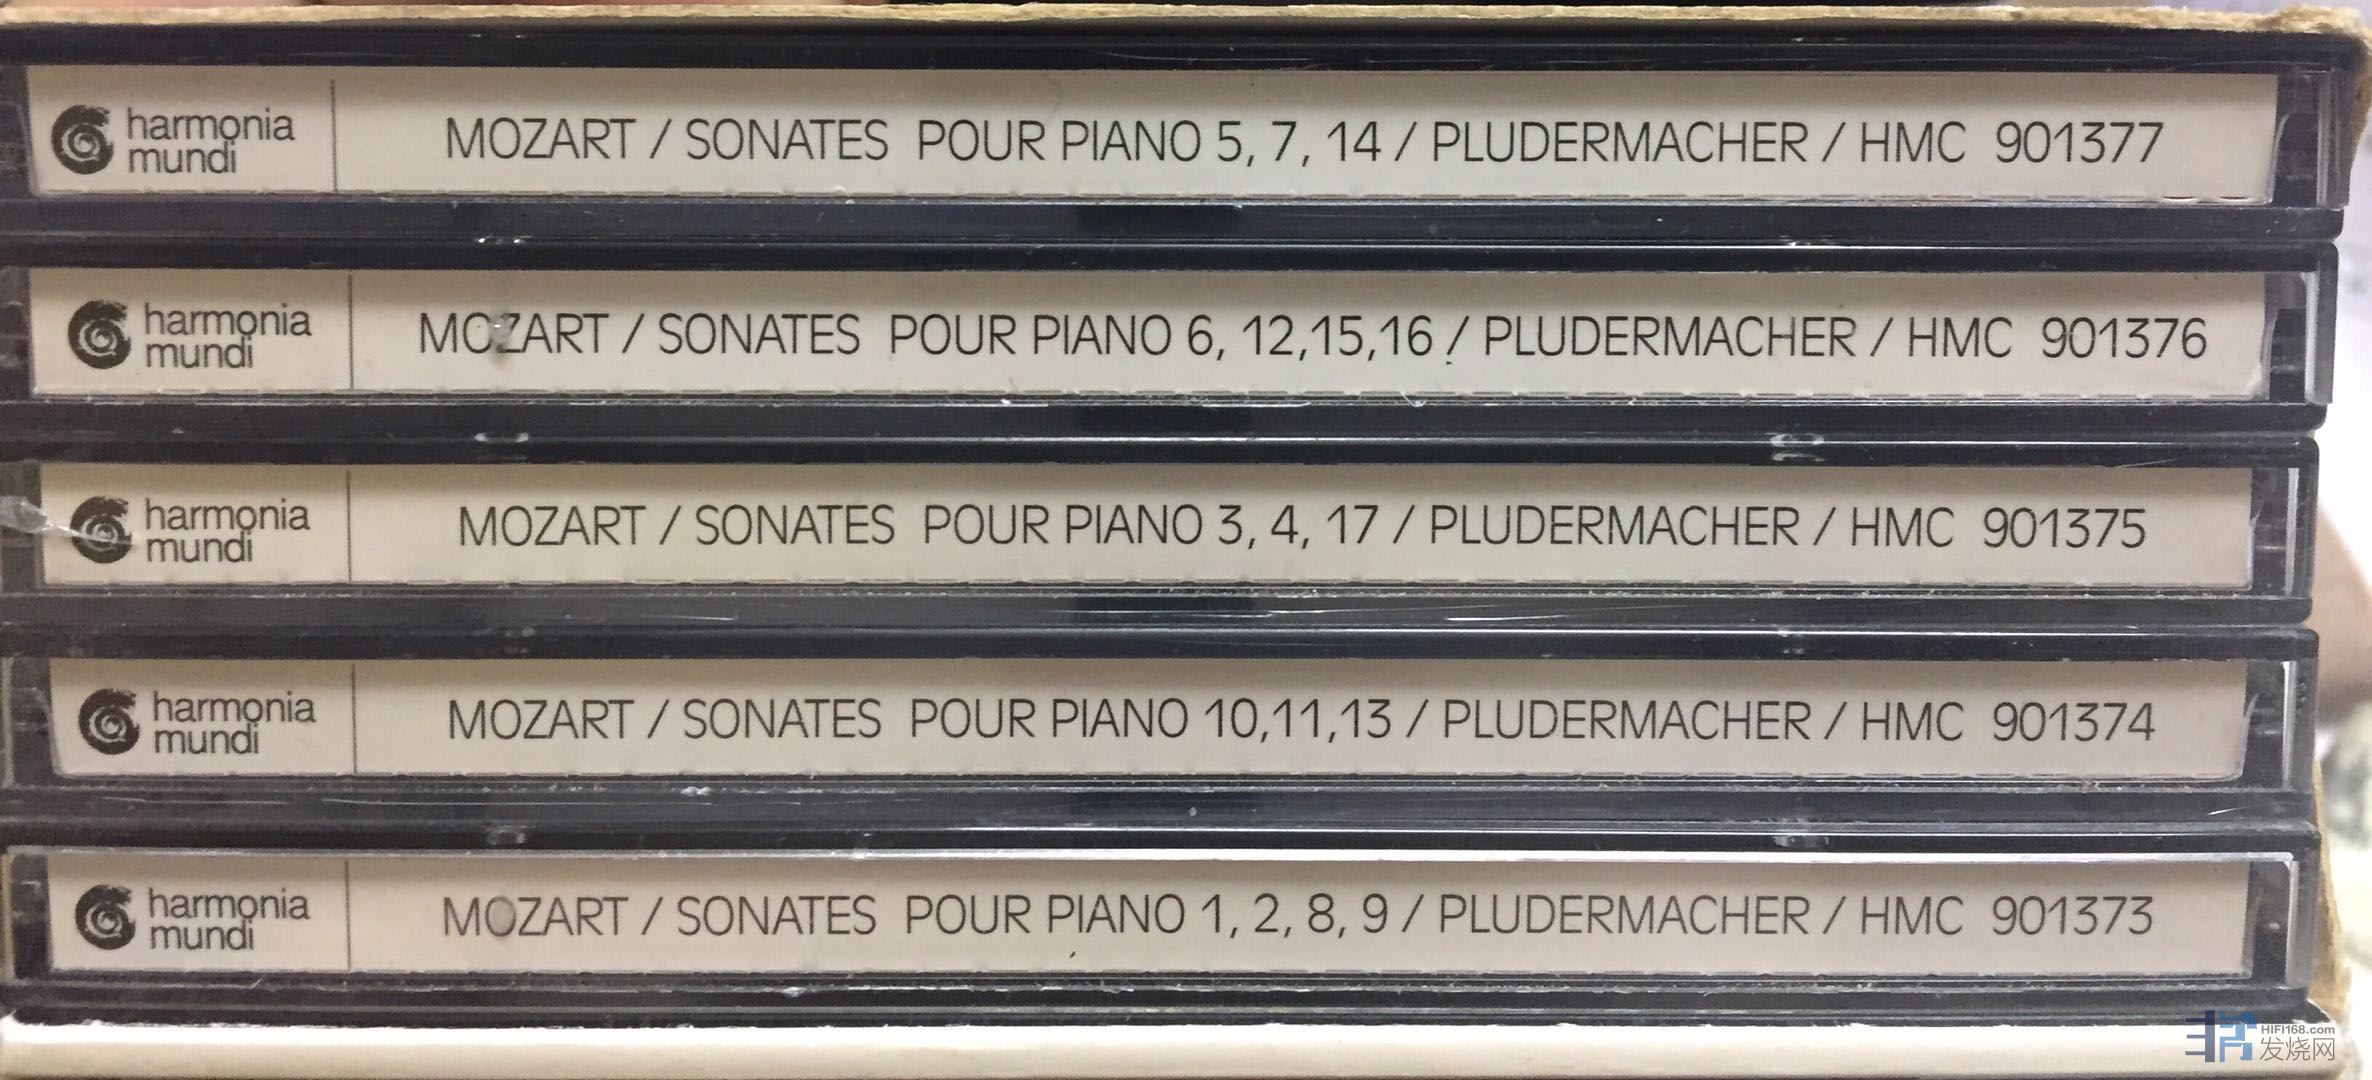 harmonia
mundi
MOZART / SONATES POUR PIANO 5, 7, 14 / PLUDERMACHER / HMC 901377
harmonia
mundi
MOZART / SONATES POUR PIANO 6, 12,15,16 / PLUDERMACHER / HMC 901376
harmonia
mundi
MOZART / SONATES POUR PIANO 3, 4, 17 / PLUDERMACHER / HMC 901375
harmonia
mundi
MOZART / SONATES POUR PIANO 10,11,13 / PLUDERMACHER / HMC 901374
harmonia
mundi
MOZART / SONATES POUR PIANO 1, 2, 8, 9 / PLUDERMACHER / HMC 901373
HIFI168.com
发烧网